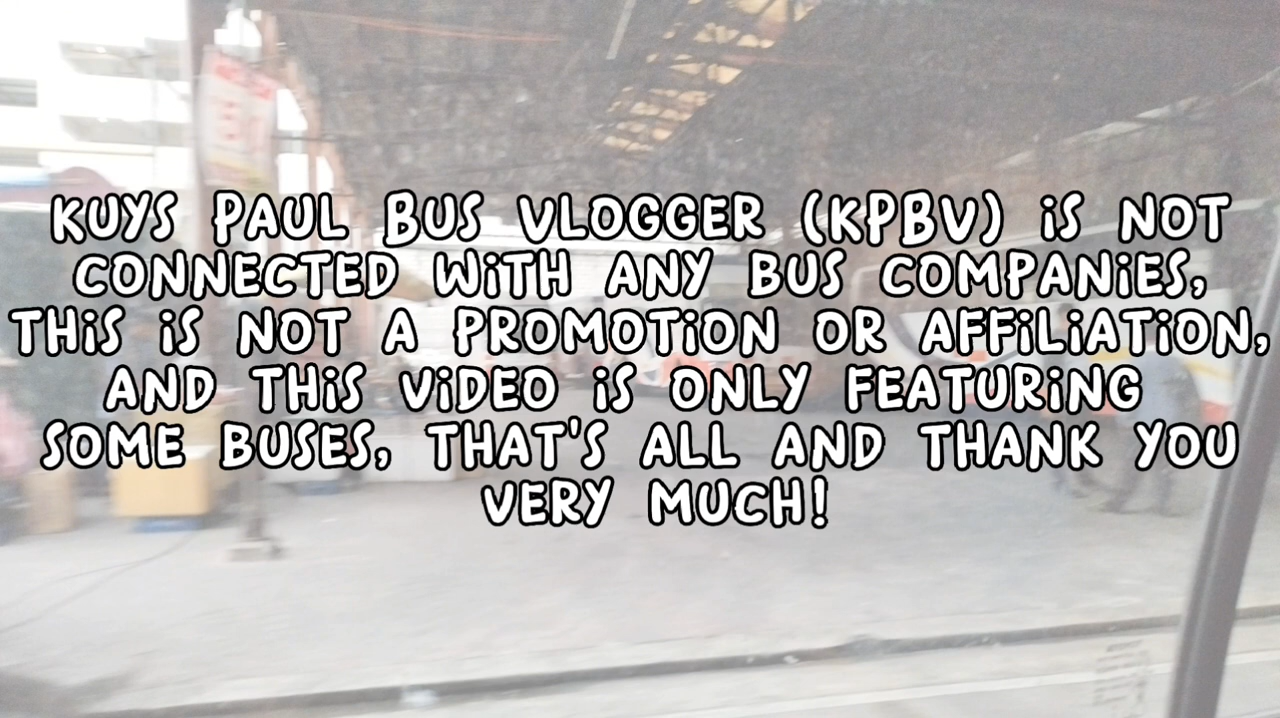 KUYS PAUL BUS VLOGGER (KPBV) iS NOT
CONNECTED WiTH ANY BUS COMPANiES,
THiS iS NOT A PROMOTiON OR AFFiLiATiON,
AND THiS ViDEO iS ONLY FEATURiNG
SOME BUSES, THAT'S ALL AND THANK YOU
VERY MUCH!